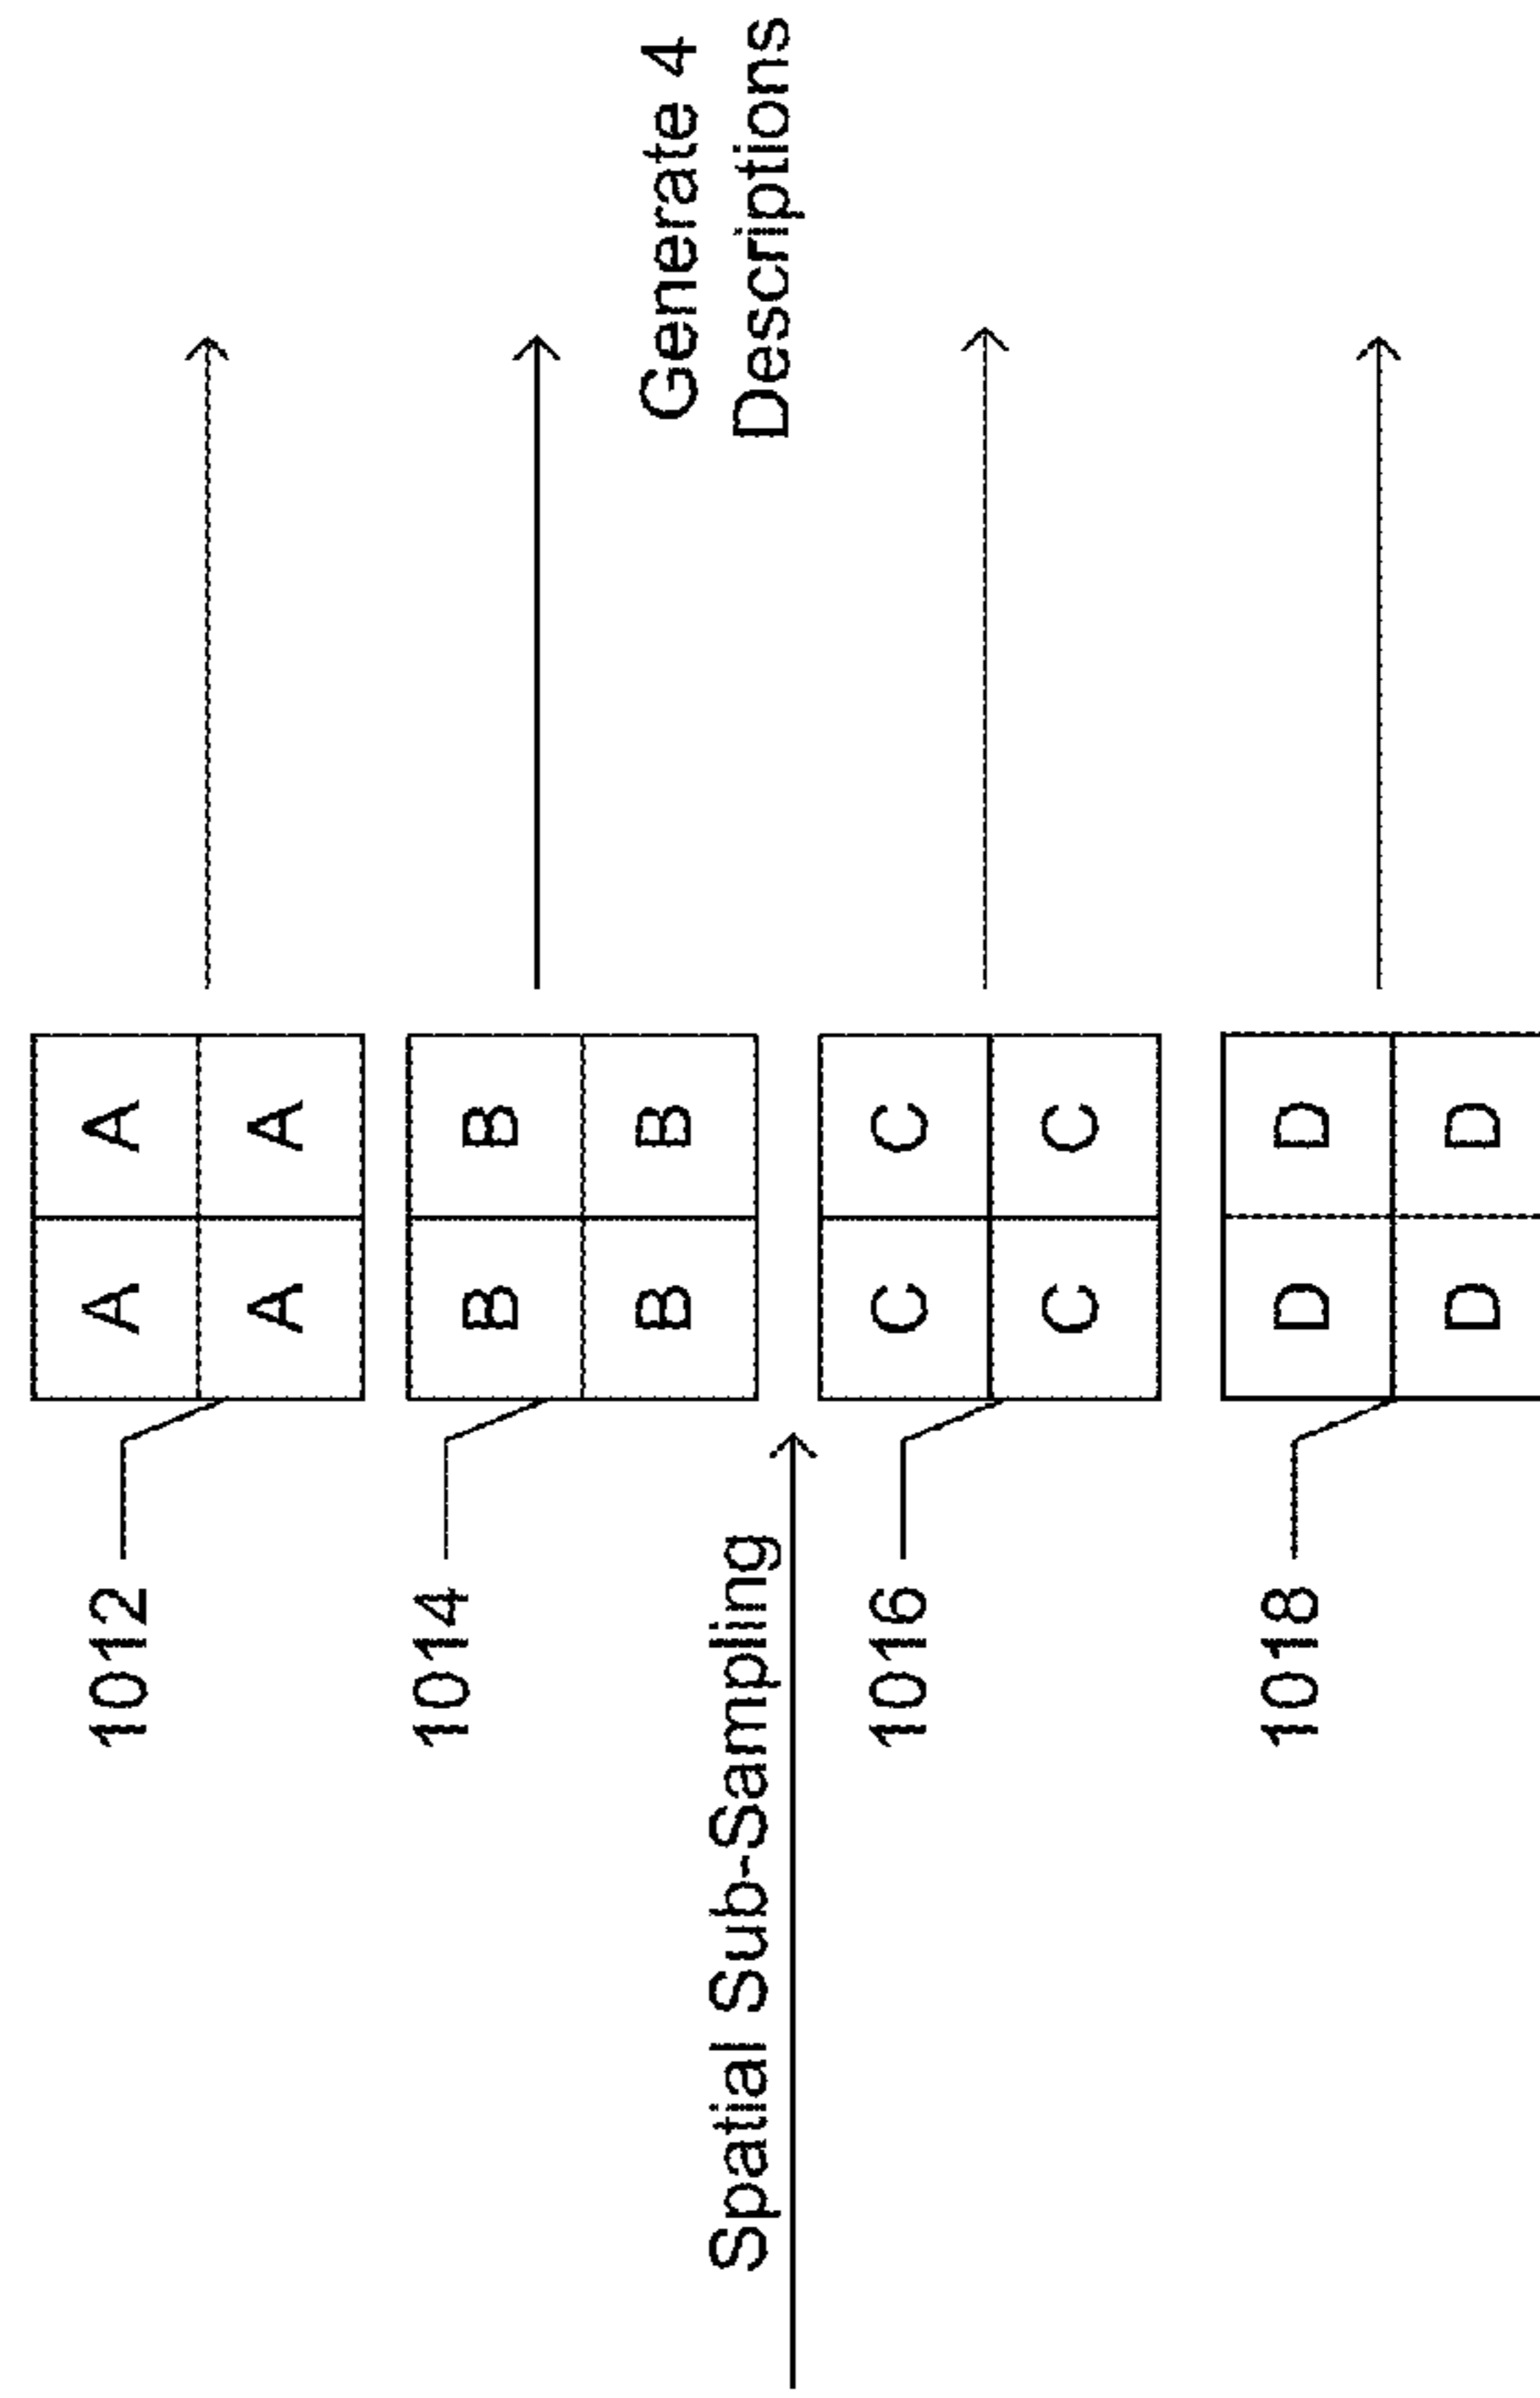 1012
A A
A A
1014
B B
B B
Spatial Sub-Sampling
Generate 4
Descriptions
1016
C C
C C
1018
D D
D D